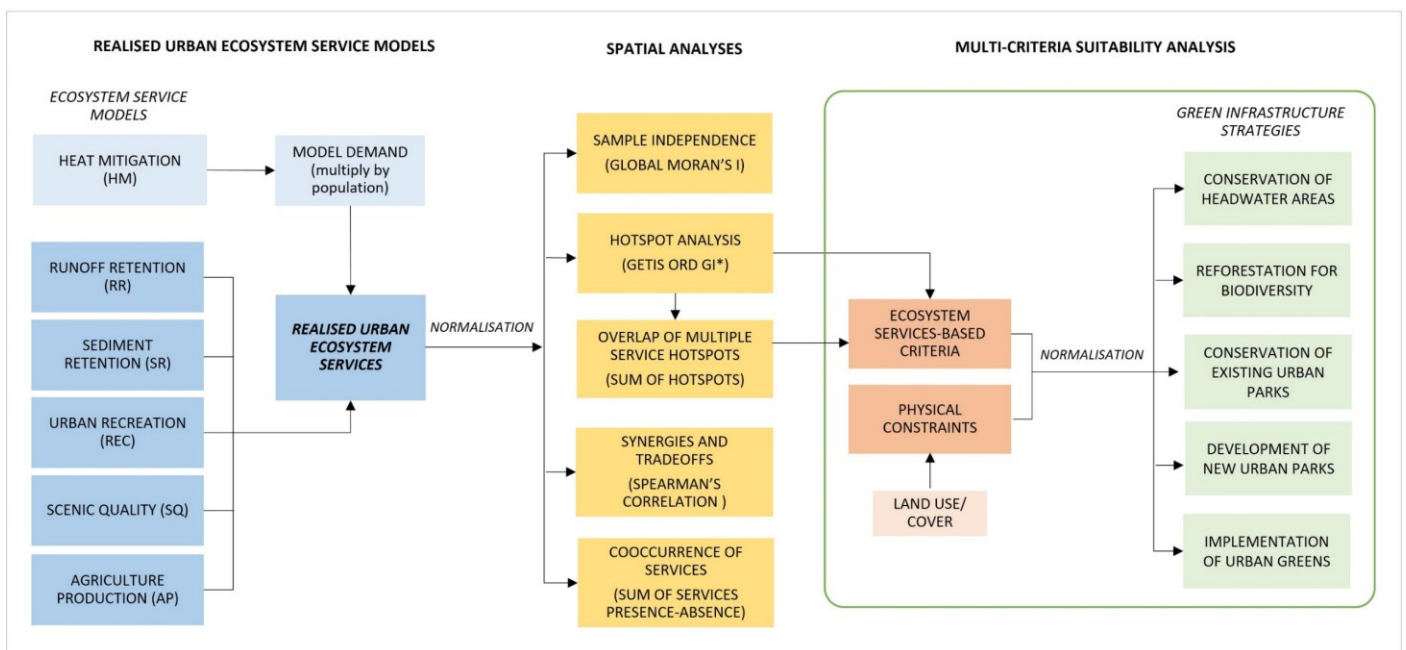 REALISED URBAN ECOSYSTEM SERVICE MODELS
ECOSYSTEM SERVICE
MODELS
HEAT MITIGATION
(HM)
MODEL DEMAND
(multiply by
population)
RUNOFF RETENTION
(RR)
SEDIMENT
RETENTION (SR)
URBAN RECREATION
(REC)
SCENIC QUALITY (SQ)
AGRICULTURE
PRODUCTION (AP)
REALISED URBAN
ECOSYSTEM
SERVICES
NORMALISATION
SPATIAL ANALYSES
SAMPLE INDEPENDENCE
(GLOBAL MORAN’S I)
HOTSPOT ANALYSIS
(GETIS ORD GI*)
OVERLAP OF MULTIPLE
SERVICE HOTSPOTS
(SUM OF HOTSPOTS)
SYNERGIES AND
TRADEOFFS
(SPEARMAN’S
CORRELATION )
COOCCURRENCE OF
SERVICES
(SUM OF SERVICES
PRESENCE-ABSENCE)
MULTI-CRITERIA SUITABILITY ANALYSIS
ECOSYSTEM
SERVICES-BASED
CRITERIA
PHYSICAL
CONSTRAINTS
LAND USE/
COVER
NORMALISATION
GREEN INFRASTRUCTURE
STRATEGIES
CONSERVATION OF
HEADWATER AREAS
REFORESTATION FOR
BIODIVERSITY
CONSERVATION OF
EXISTING URBAN
PARKS
DEVELOPMENT OF
NEW URBAN PARKS
IMPLEMENTATION
OF URBAN GREENS